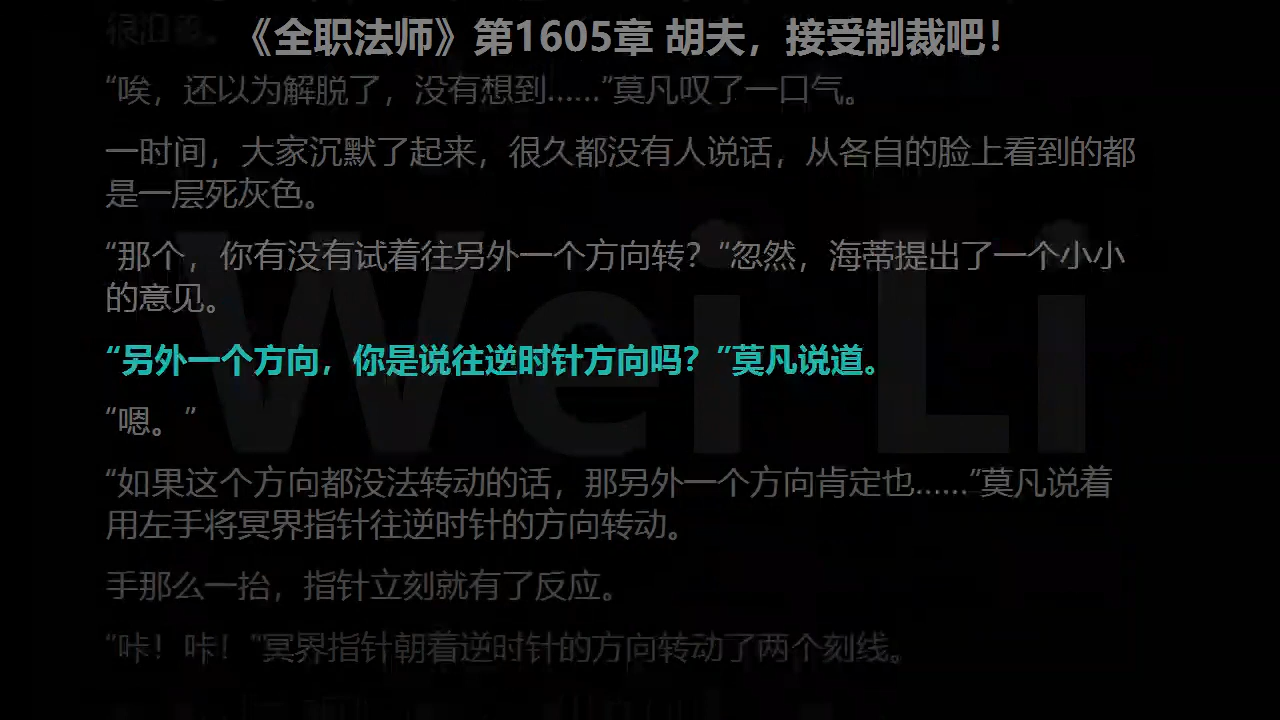 《全职法师》第1605章 胡夫，接受制裁吧！
“唉，还以为解脱了，没有想到……”莫凡叹了一口气。
一时间，大家沉默了起来，很久都没有人说话，从各自的脸上看到的都
是一层死灰色。
“那个，你有没有试着往另外一个方向转？”忽然，海蒂提出了一个小小
的意见。
“另外一个方向，你是说往逆时针方向吗？”莫凡说道。
“嗯。”
“如果这个方向都没法转动的话，那另外一个方向肯定也……”莫凡说着
用左手将冥界指针往逆时针的方向转动。
手那么一抬，指针立刻就有了反应。
“咔！咔！”冥界指针朝着逆时针的方向转动了两个刻线。
Wei Li